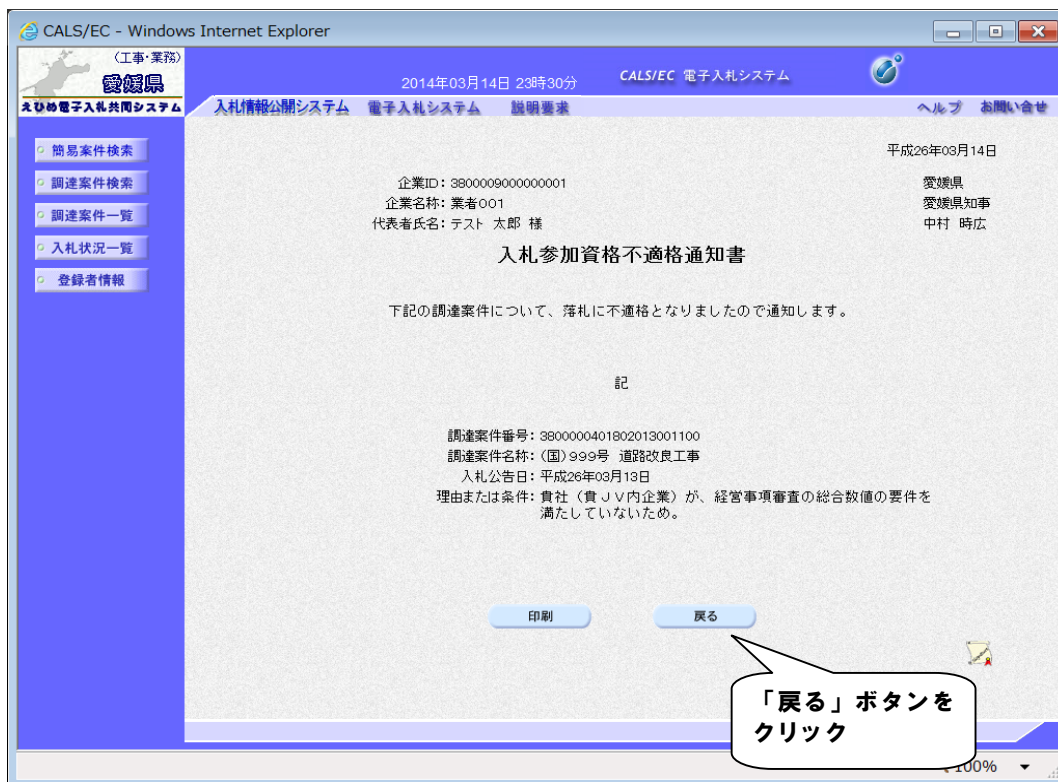 CALS/EC - Windows Internet Explorer
(工事・業務)
愛媛県
えひめ電子入札共同システム
2014年03月14日 23時30分
CALS/EC 電子入札システム
入札情報公開システム 電子入札システム 説明要求 ヘルプ お問い合せ
簡易案件検索
調達案件検索
調達案件一覧
入札状況一覧
登録者情報
平成26年03月14日
企業ID：3800009000000001
企業名称：業者001
代表者氏名：テスト 太郎 様
愛媛県
愛媛県知事
中村 時広
入札参加資格不適格通知書
下記の調達案件について、落札に不適格となりましたので通知します。
記
調達案件番号：3800000401802013001100
調達案件名称：(国)999号 道路改良工事
入札公告日：平成26年03月13日
理由または条件：貴社（貴ＪＶ内企業）が、経営事項審査の総合数値の要件を
満たしていないため。
印刷 戻る
「戻る」ボタンを
クリック
100%